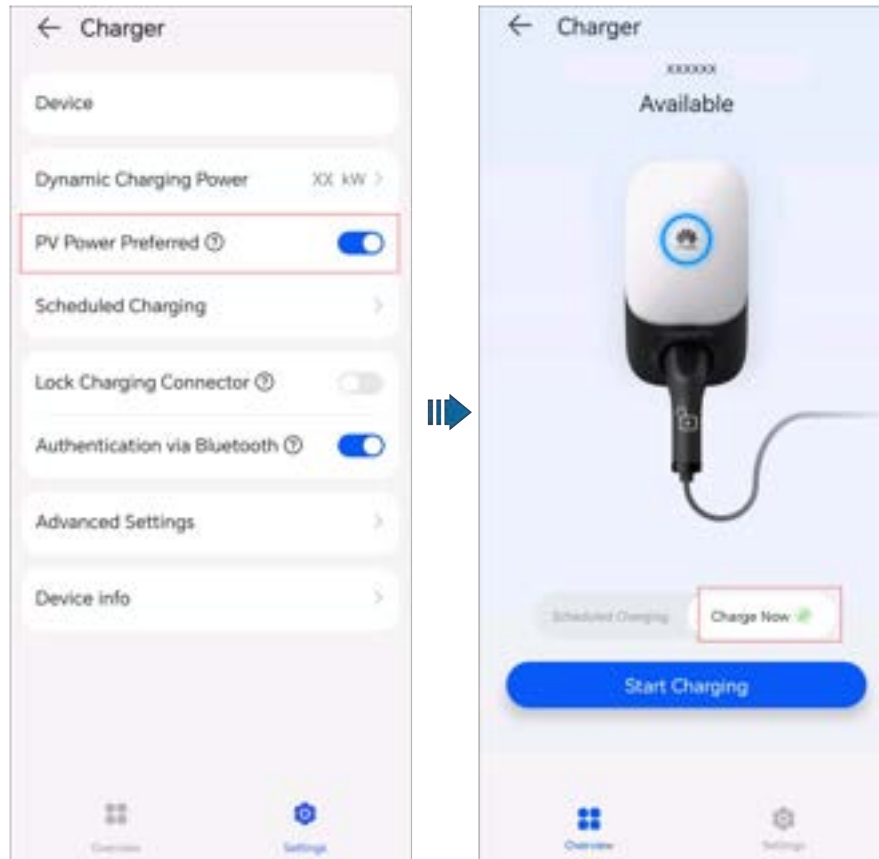 Charger
Device
Dynamic Charging Power XX kW
PV Power Preferred
Scheduled Charging
Lock Charging Connector
Authentication via Bluetooth
Advanced Settings
Device info
Overview Settings
Charger
xxxxxx
Available
Scheduled Charging Charge Now
Start Charging
Overview Settings